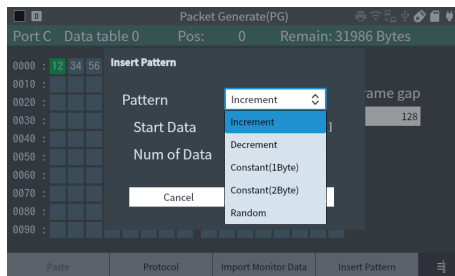 Packet Generate(PG)
Port C Data table 0 Pos: 0 Remain: 31986 Bytes
Insert Pattern
0000 : 12 34 56
0010 :
0020 :
0030 :
0040 :
0050 :
0060 :
0070 :
0080 :
0090 :
Pattern Increment
Start Data ]
Num of Data
Increment
Decrement
Constant(1Byte)
Constant(2Byte)
Random
Cancel
ame gap
128
Paste Protocol Import Monitor Data Insert Pattern